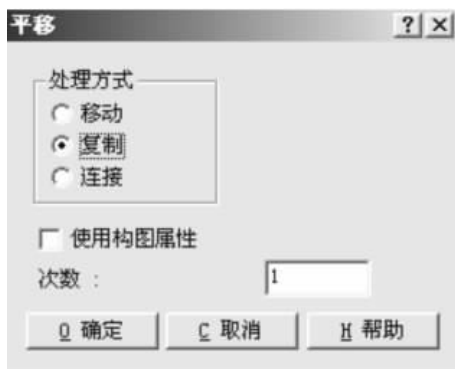 平移
处理方式
移动
复制
连接
使用构图属性
次数 : 1
O 确定 C 取消 H 帮助